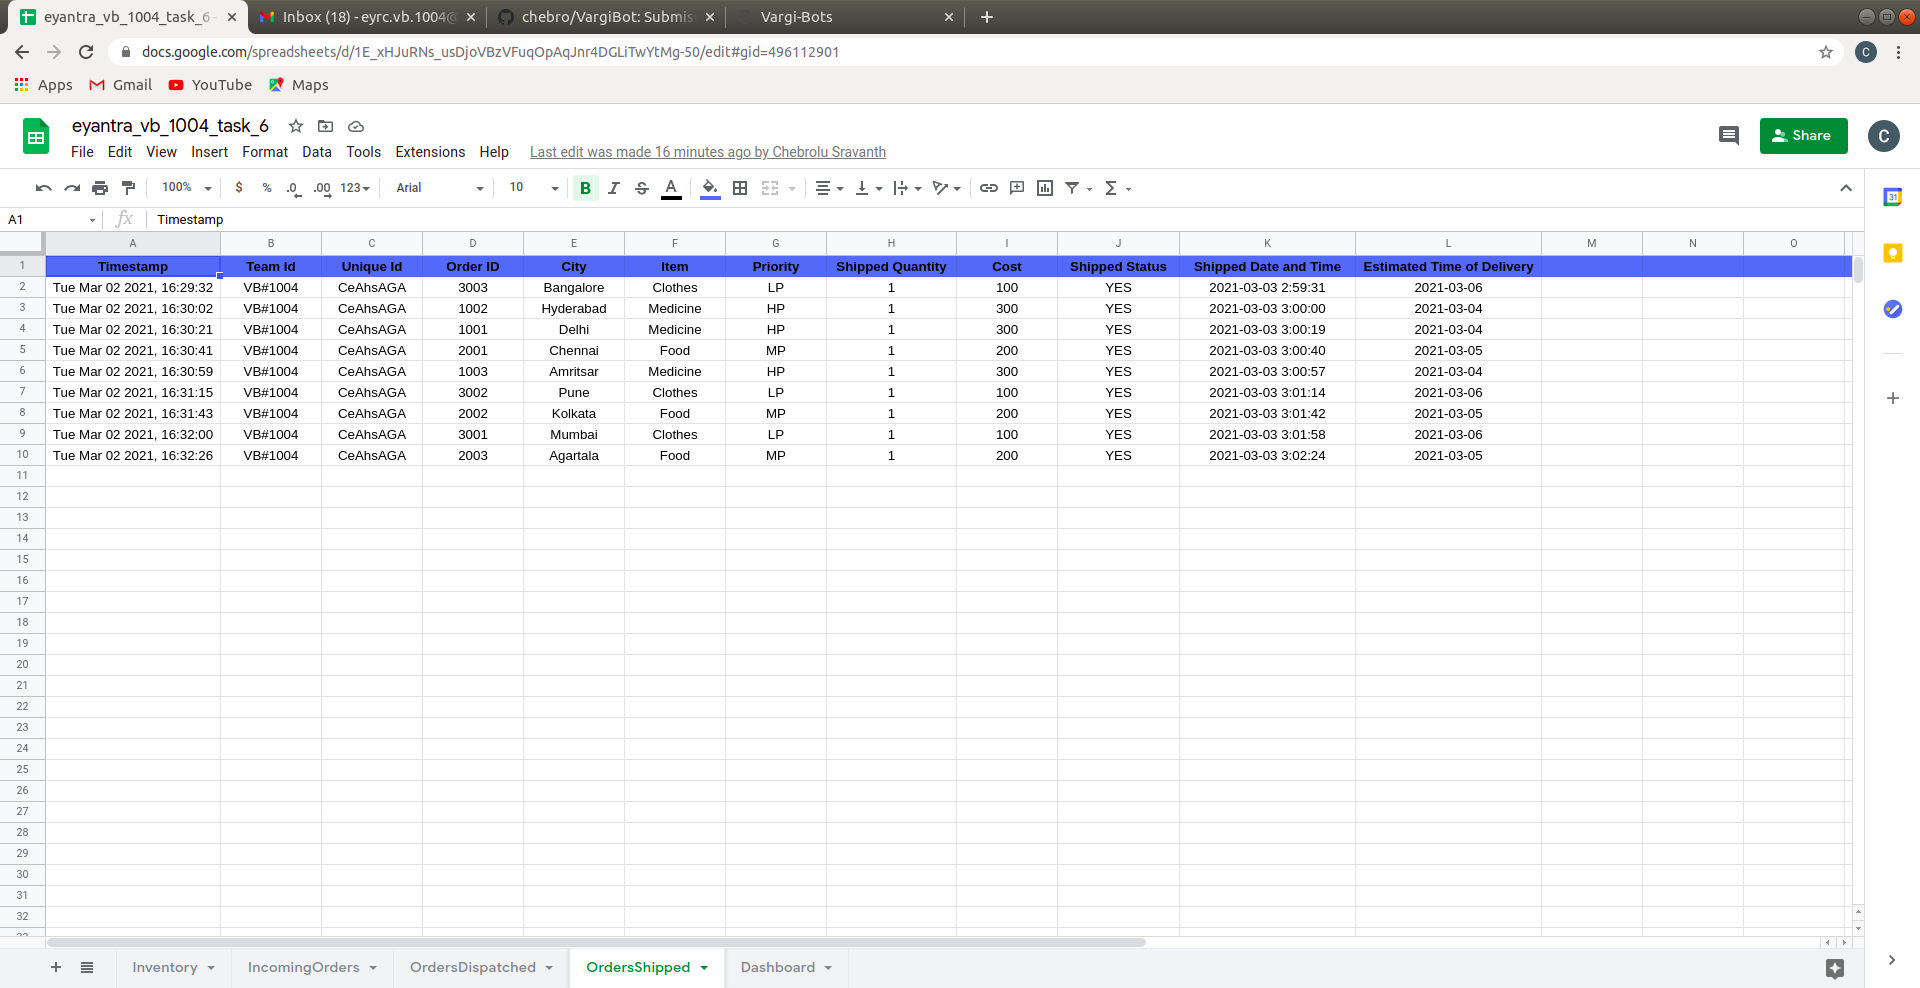 eyantra_vb_1004_task_6 - Inbox (18) - eyrc.vb.1004@ chebro/VargiBot: Submis Vargi-Bots
docs.google.com/spreadsheets/d/1E_xHJuRNs_usDjoVBzVFuqOpAqJnr4DGLiTwYtMg-50/edit#gid=496112901 C
Apps Gmail YouTube Maps
eyantra_vb_1004_task_6
File Edit View Insert Format Data Tools Extensions Help Last edit was made 16 minutes ago by Chebrolu Sravanth Share C
100% $ % .0 .00 123 Arial 10 B I S A Σ 31
A1 fx Timestamp
A B C D E F G H I J K L M N O
1 Timestamp Team Id Unique Id Order ID City Item Priority Shipped Quantity Cost Shipped Status Shipped Date and Time Estimated Time of Delivery
2 Tue Mar 02 2021, 16:29:32 VB#1004 CeAhsAGA 3003 Bangalore Clothes LP 1 100 YES 2021-03-03 2:59:31 2021-03-06
3 Tue Mar 02 2021, 16:30:02 VB#1004 CeAhsAGA 1002 Hyderabad Medicine HP 1 300 YES 2021-03-03 3:00:00 2021-03-04
4 Tue Mar 02 2021, 16:30:21 VB#1004 CeAhsAGA 1001 Delhi Medicine HP 1 300 YES 2021-03-03 3:00:19 2021-03-04
5 Tue Mar 02 2021, 16:30:41 VB#1004 CeAhsAGA 2001 Chennai Food MP 1 200 YES 2021-03-03 3:00:40 2021-03-05
6 Tue Mar 02 2021, 16:30:59 VB#1004 CeAhsAGA 1003 Amritsar Medicine HP 1 300 YES 2021-03-03 3:00:57 2021-03-04
7 Tue Mar 02 2021, 16:31:15 VB#1004 CeAhsAGA 3002 Pune Clothes LP 1 100 YES 2021-03-03 3:01:14 2021-03-06
8 Tue Mar 02 2021, 16:31:43 VB#1004 CeAhsAGA 2002 Kolkata Food MP 1 200 YES 2021-03-03 3:01:42 2021-03-05
9 Tue Mar 02 2021, 16:32:00 VB#1004 CeAhsAGA 3001 Mumbai Clothes LP 1 100 YES 2021-03-03 3:01:58 2021-03-06
10 Tue Mar 02 2021, 16:32:26 VB#1004 CeAhsAGA 2003 Agartala Food MP 1 200 YES 2021-03-03 3:02:24 2021-03-05
11
12
13
14
15
16
17
18
19
20
21
22
23
24
25
26
27
28
29
30
31
32
33
Inventory IncomingOrders OrdersDispatched OrdersShipped Dashboard